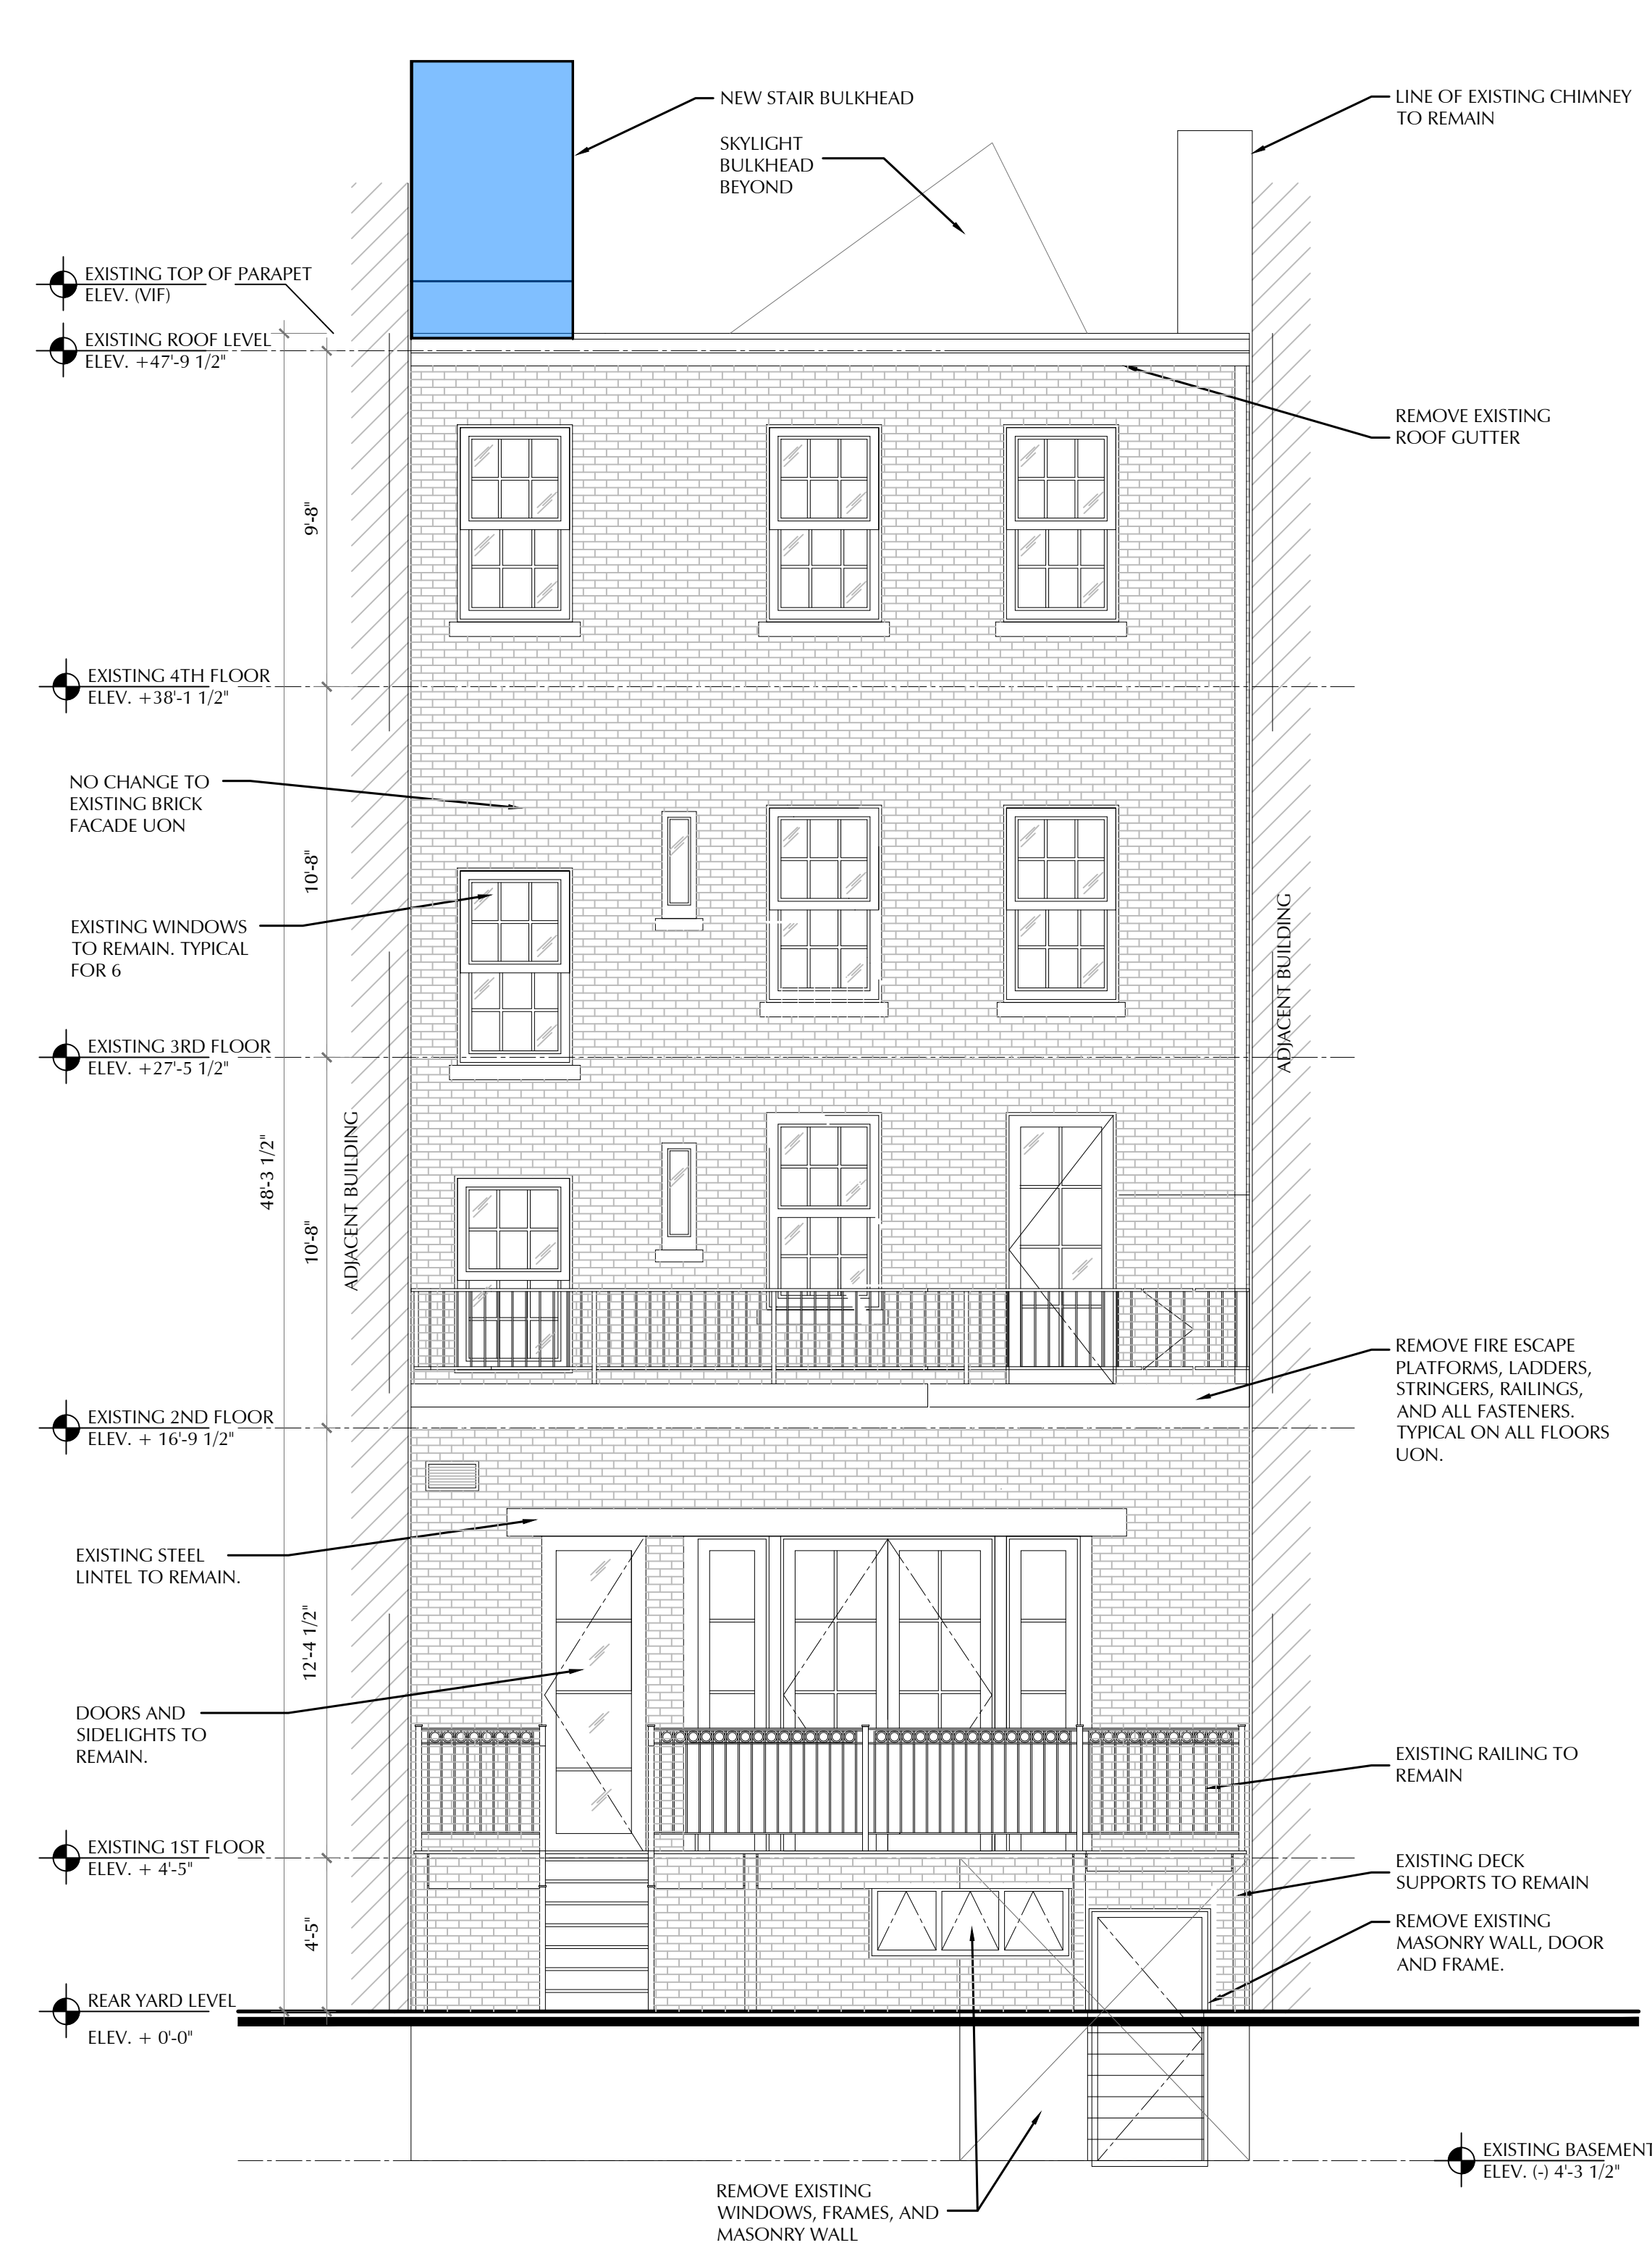 NEW STAIR BULKHEAD
LINE OF EXISTING CHIMNEY
TO REMAIN
SKYLIGHT
BULKHEAD
BEYOND
EXISTING TOP OF PARAPET
ELEV. (VIF)
EXISTING ROOF LEVEL
ELEV. +47'-9 1/2"
REMOVE EXISTING
ROOF GUTTER
9'-8"
EXISTING 4TH FLOOR
ELEV. +38'-1 1/2"
NO CHANGE TO
EXISTING BRICK
FACADE UON
10'-8"
EXISTING WINDOWS
TO REMAIN. TYPICAL
FOR 6
ADJACENT BUILDING
EXISTING 3RD FLOOR
ELEV. +27'-5 1/2"
48'-3 1/2"
10'-8"
ADJACENT BUILDING
REMOVE FIRE ESCAPE
PLATFORMS, LADDERS,
STRINGERS, RAILINGS,
AND ALL FASTENERS.
TYPICAL ON ALL FLOORS
UON.
EXISTING 2ND FLOOR
ELEV. + 16'-9 1/2"
EXISTING STEEL
LINTEL TO REMAIN.
12'-4 1/2"
DOORS AND
SIDELIGHTS TO
REMAIN.
EXISTING RAILING TO
REMAIN
EXISTING 1ST FLOOR
ELEV. + 4'-5"
EXISTING DECK
SUPPORTS TO REMAIN
4'-5"
REMOVE EXISTING
MASONRY WALL, DOOR
AND FRAME.
REAR YARD LEVEL
ELEV. + 0'-0"
EXISTING BASEMENT
ELEV. (-) 4'-3 1/2"
REMOVE EXISTING
WINDOWS, FRAMES, AND
MASONRY WALL